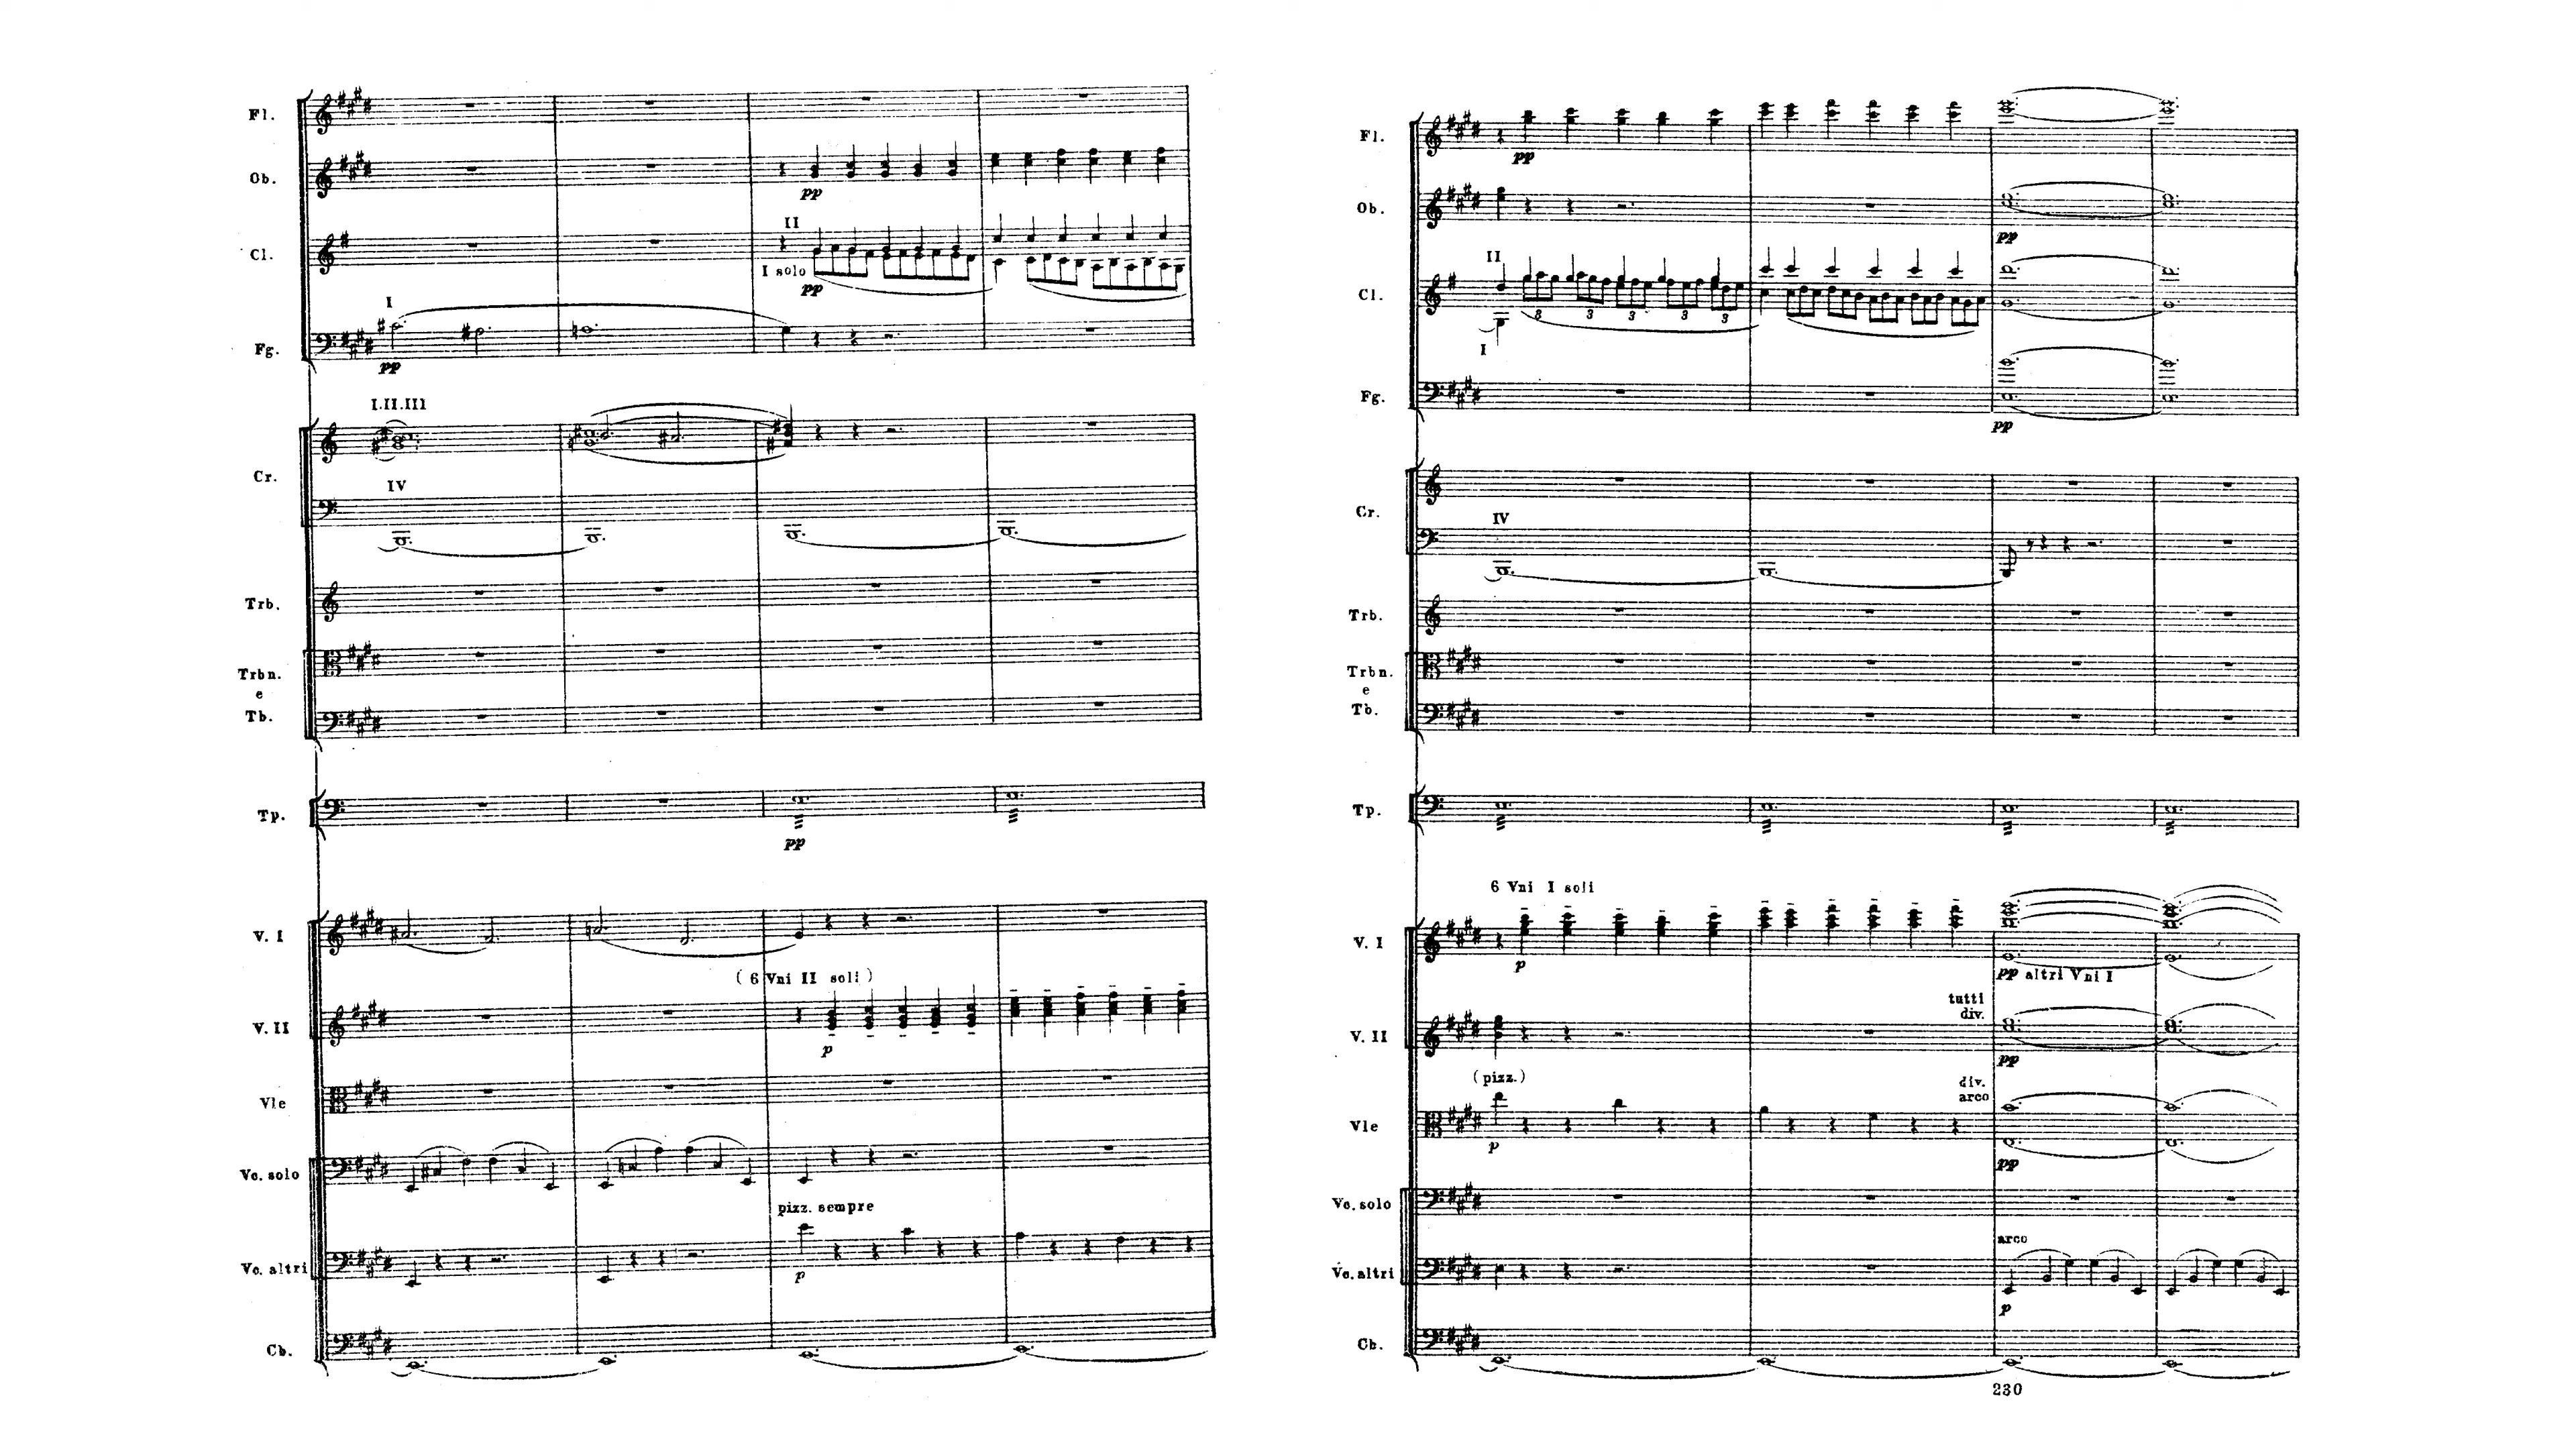 Fl.
Ob.
pp
II
Cl.
I solo
pp
I
Fg.
pp
I.II.III
Cr.
IV
Trb.
Trbn.
e
Tb.
Tp.
pp
V. I
(6 Vni II soli)
V. II
p
Vle
Vc. solo
pizz. sempre
Vc. altri
p
Cb.
Fl.
pp
Ob.
pp
II
Cl.
3 3 3 3 3
I
Fg.
pp
Cr.
IV
Trb.
Trbn.
e
Tb.
Tp.
6 Vni I soli
V. I
p
pp altri Vni I
tutti
div.
V. II
pp
(pizz.)
div.
arco
Vle
p
pp
Vc. solo
arco
Vc. altri
p
Cb.
230